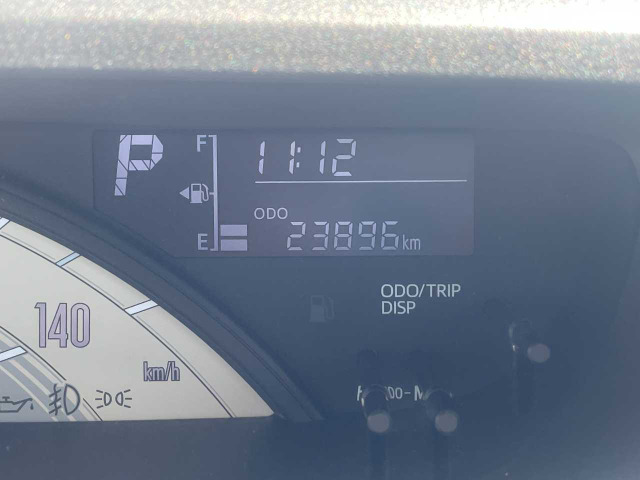 P
F
11:12
ODO
E
23896km
ODO/TRIP
DISP
140
km/h